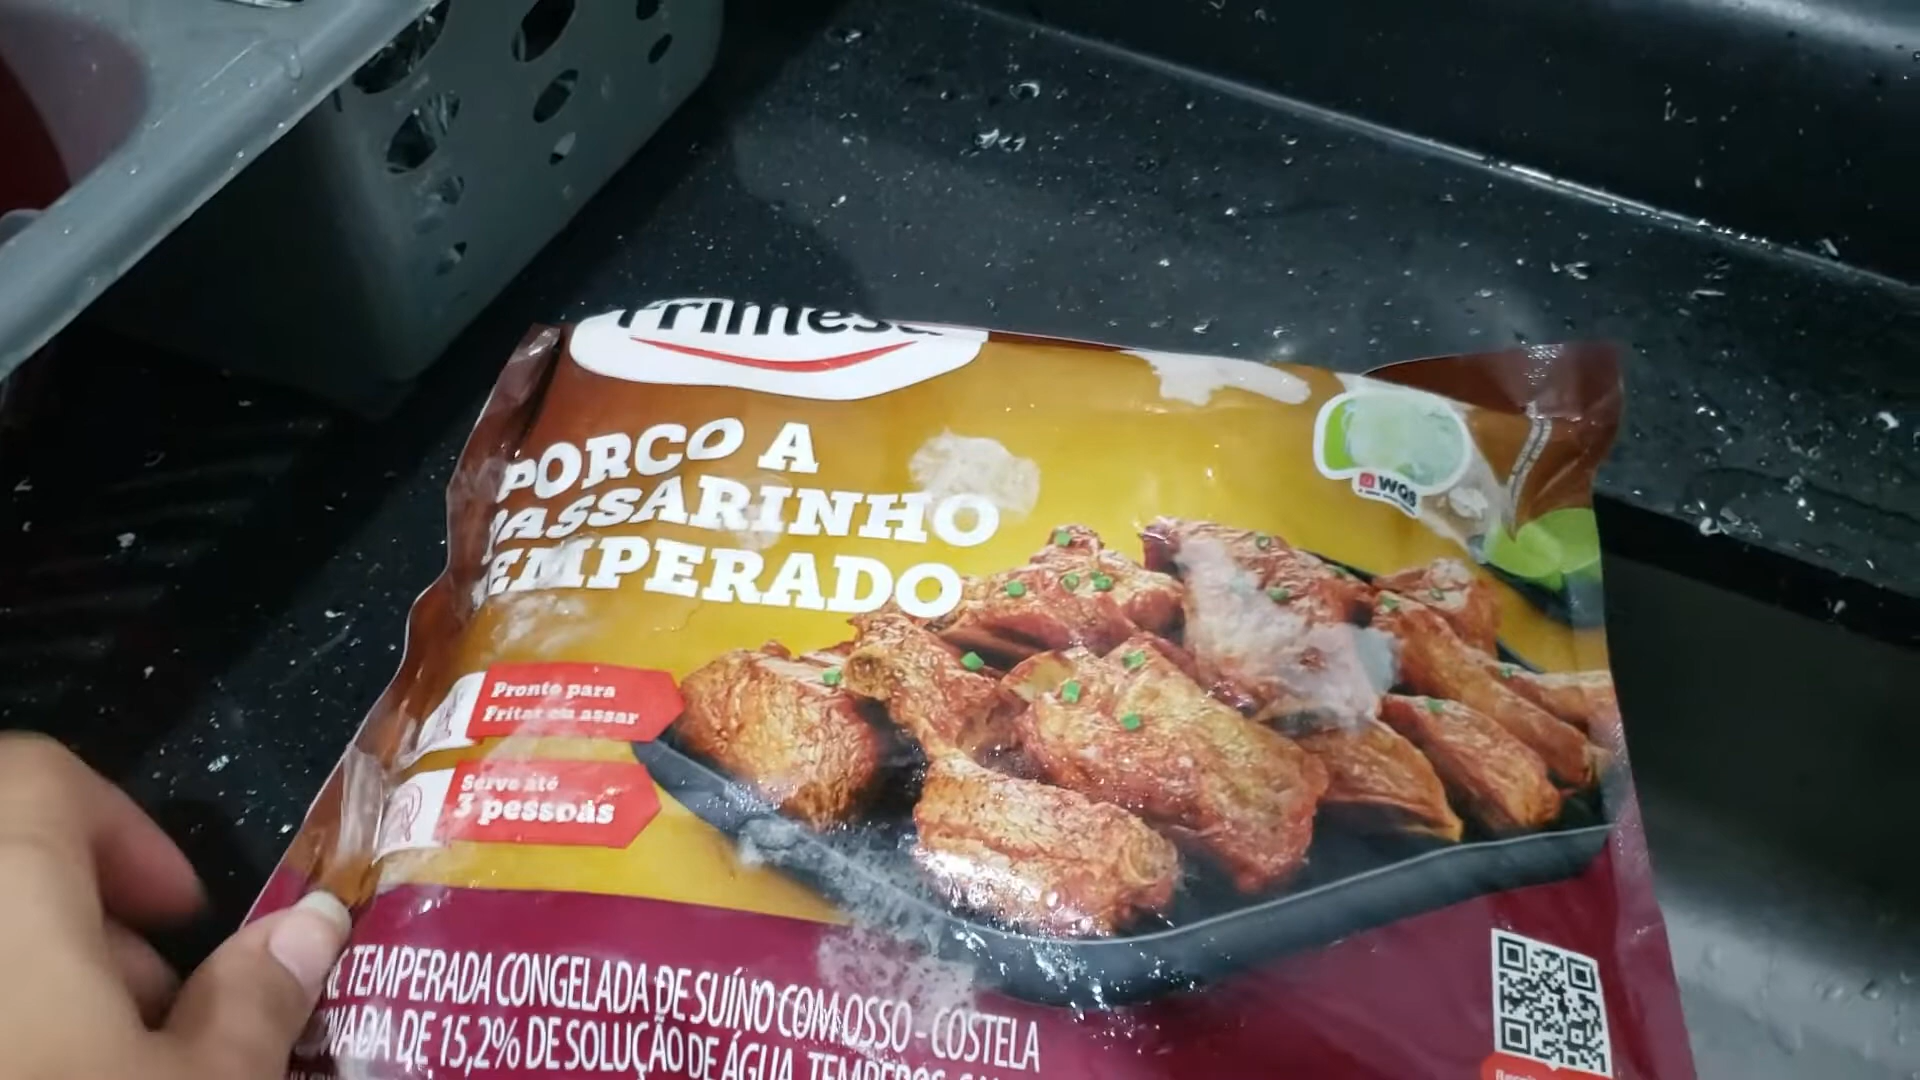 Frimesa
PORCO A
PASSARINHO
TEMPERADO
WQS
Pronto para
Fritar ou assar
Serve até
3 pessoas
TEMPERADA CONGELADA DE SUÍNO COM OSSO - COSTELA
DE 15,2% DE SOLUÇÃO DE ÁGUA, TEMPEROS,